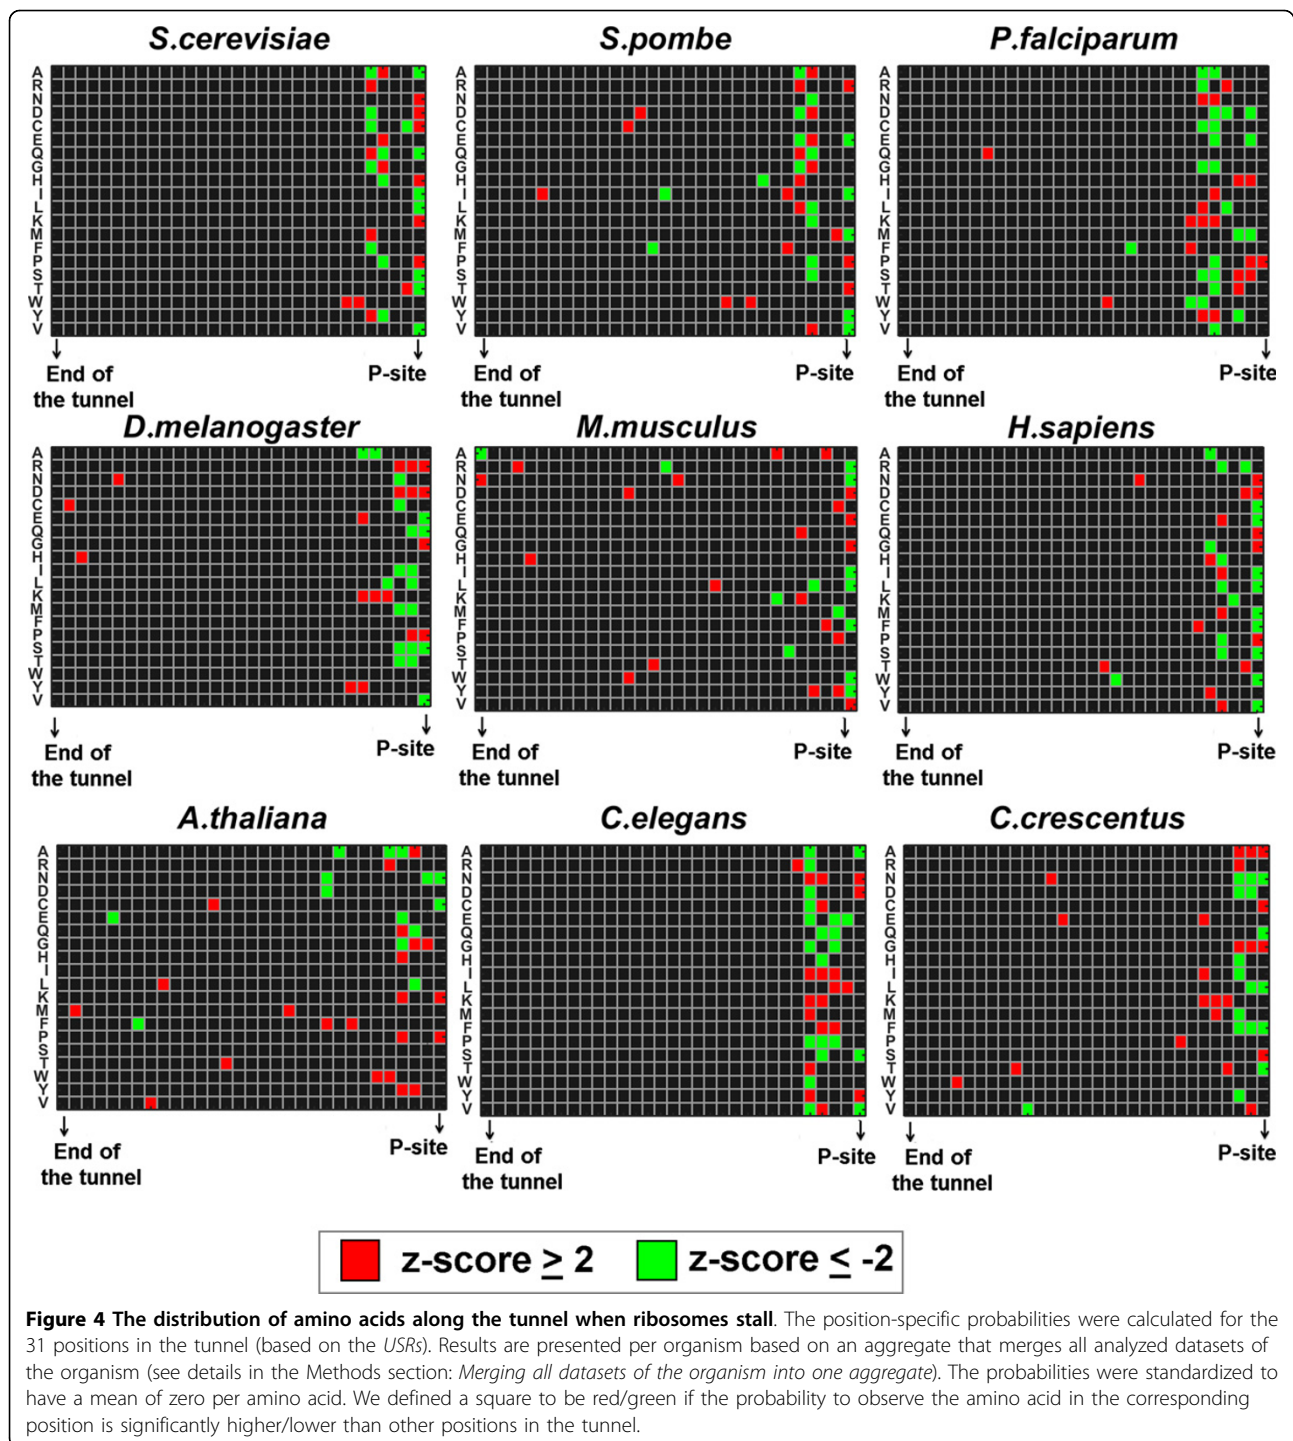 S.cerevisiae S.pombe P.falciparum
A A A
R R R
N N N
D D D
C C C
E E E
Q Q Q
G G G
H H H
I I I
L L L
K K K
M M M
F F F
P P P
S S S
T T T
W W W
Y Y Y
V V V
End of the tunnel P-site End of the tunnel P-site End of the tunnel P-site
D.melanogaster M.musculus H.sapiens
A A A
R R R
N N N
D D D
C C C
E E E
Q Q Q
G G G
H H H
I I I
L L L
K K K
M M M
F F F
P P P
S S S
T T T
W W W
Y Y Y
V V V
End of the tunnel P-site End of the tunnel P-site End of the tunnel P-site
A.thaliana C.elegans C.crescentus
A A A
R R R
N N N
D D D
C C C
E E E
Q Q Q
G G G
H H H
I I I
L L L
K K K
M M M
F F F
P P P
S S S
T T T
W W W
Y Y Y
V V V
End of the tunnel P-site End of the tunnel P-site End of the tunnel P-site
z-score ≥ 2 z-score ≤ -2
Figure 4 The distribution of amino acids along the tunnel when ribosomes stall. The position-specific probabilities were calculated for the
31 positions in the tunnel (based on the USRs). Results are presented per organism based on an aggregate that merges all analyzed datasets of
the organism (see details in the Methods section: Merging all datasets of the organism into one aggregate). The probabilities were standardized to
have a mean of zero per amino acid. We defined a square to be red/green if the probability to observe the amino acid in the corresponding
position is significantly higher/lower than other positions in the tunnel.